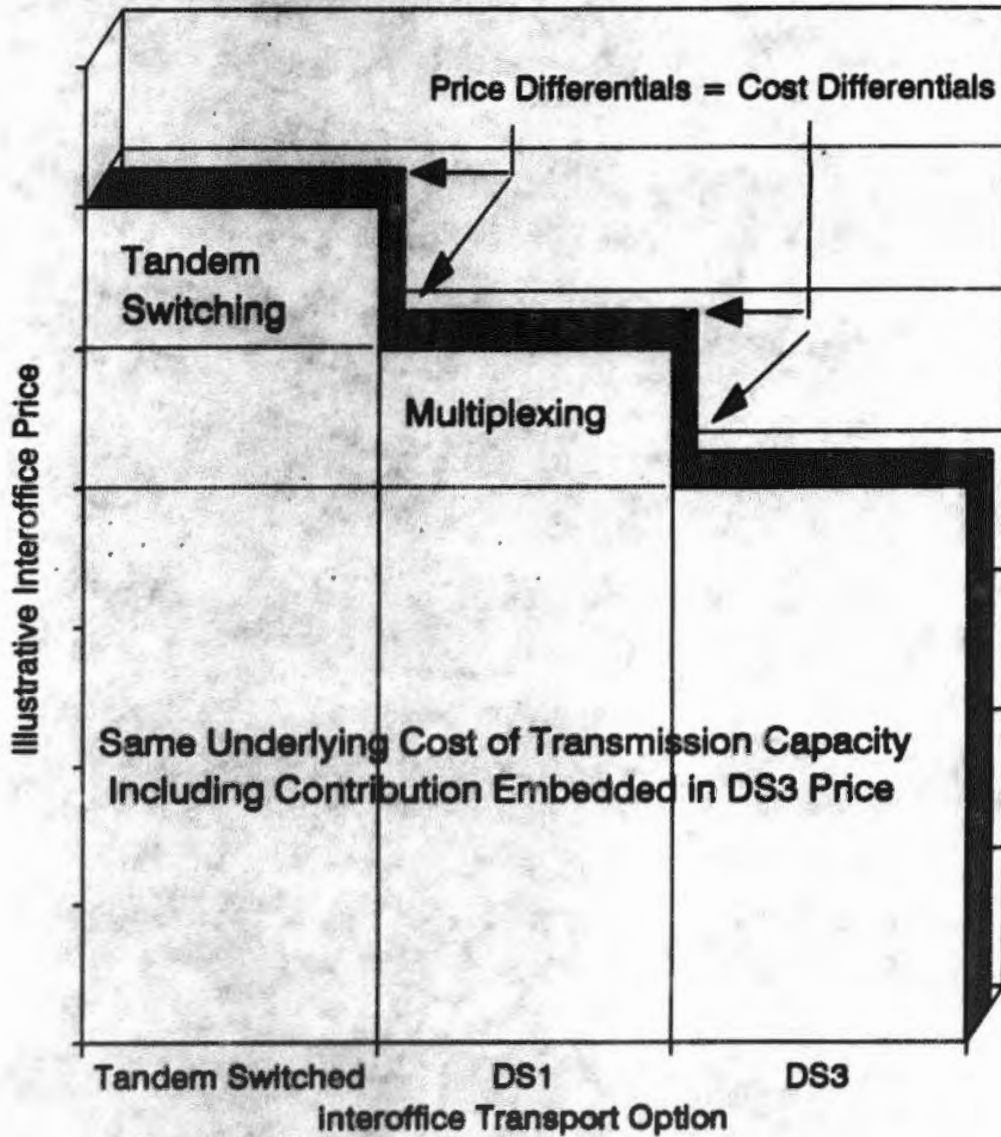 Price Differentials = Cost Differentials
Tandem
Switching
Multiplexing
Illustrative Interoffice Price
Same Underlying Cost of Transmission Capacity
Including Contribution Embedded in DS3 Price
Tandem Switched DS1 DS3
Interoffice Transport Option